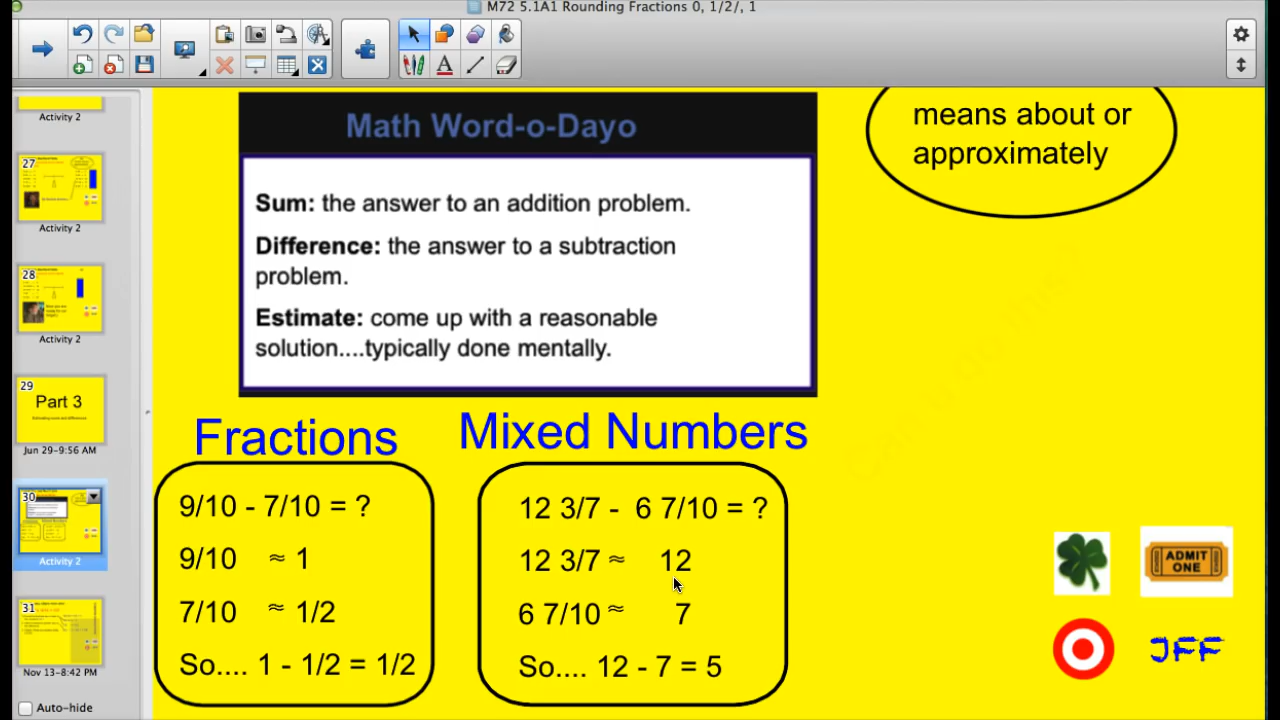 M72 5.1A1 Rounding Fractions 0, 1/2/, 1
Activity 2
27
Activity 2
28
Activity 2
29
Part 3
Jun 29-9:56 AM
30
Activity 2
31
Nov 13-8:42 PM
Auto-hide
Math Word-o-Dayo
Sum: the answer to an addition problem.
Difference: the answer to a subtraction
problem.
Estimate: come up with a reasonable
solution....typically done mentally.
means about or
approximately
Fractions
9/10 - 7/10 = ?
9/10 ≈ 1
7/10 ≈ 1/2
So.... 1 - 1/2 = 1/2
Mixed Numbers
12 3/7 - 6 7/10 = ?
12 3/7 ≈ 12
6 7/10 ≈ 7
So.... 12 - 7 = 5
ADMIT
ONE
JFF